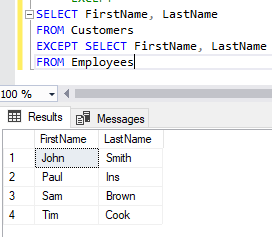 EXCEPT
SELECT FirstName, LastName
FROM Customers
EXCEPT SELECT FirstName, LastName
FROM Employees
100 %
Results Messages
FirstName LastName
1 John Smith
2 Paul Ins
3 Sam Brown
4 Tim Cook